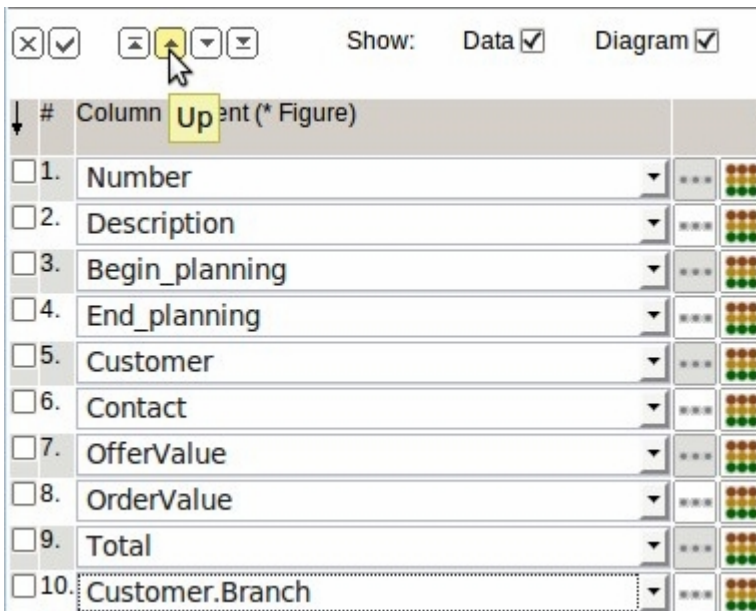 Show: Data Diagram
# Column ent (* Figure)
Up
1. Number
2. Description
3. Begin_planning
4. End_planning
5. Customer
6. Contact
7. OfferValue
8. OrderValue
9. Total
10. Customer.Branch